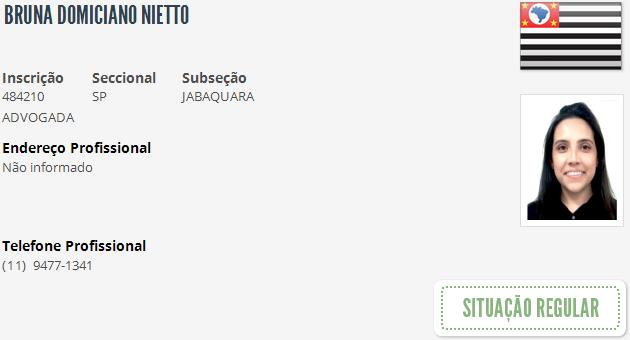 BRUNA DOMICIANO NIETTO
Inscrição Seccional Subseção
484210 SP JABAQUARA
ADVOGADA
Endereço Profissional
Não informado
Telefone Profissional
(11) 9477-1341
SITUAÇÃO REGULAR